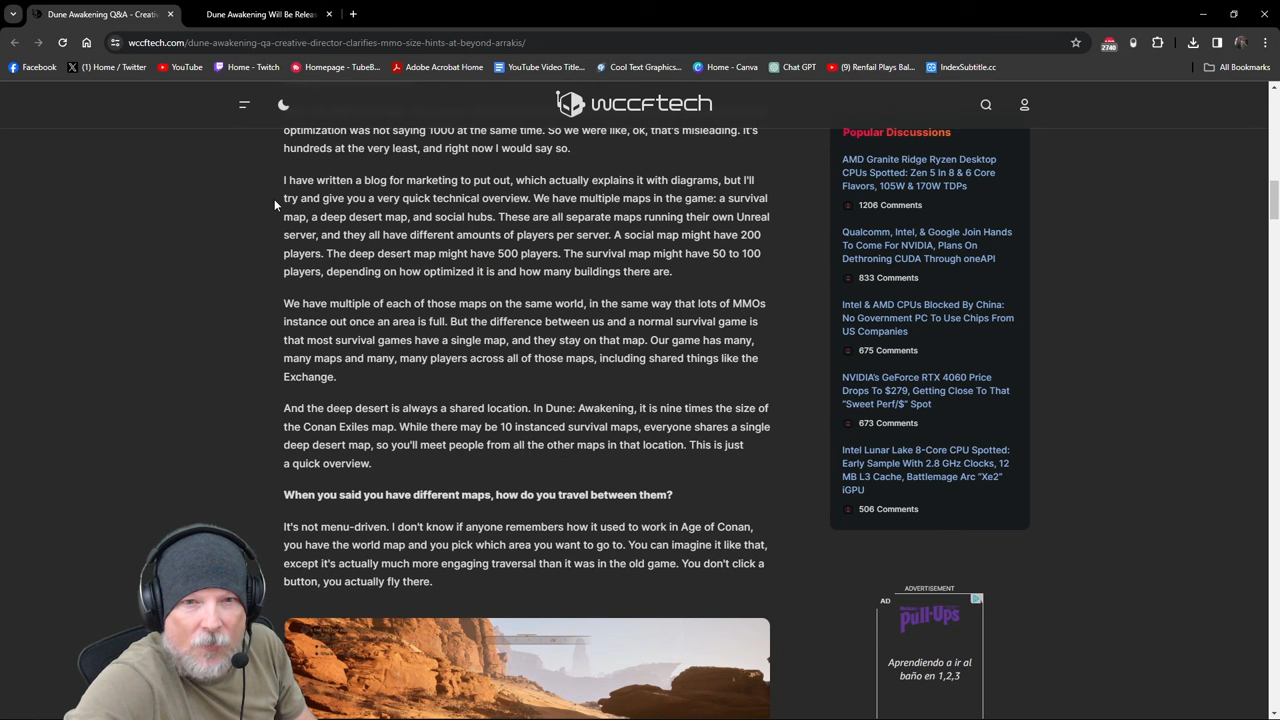 Dune Awakening Q&A - Creativ
Dune Awakening Will Be Relea
wccftech.com/dune-awakening-qa-creative-director-clarifies-mmo-size-hints-at-beyond-arrakis/
2740
Facebook
(1) Home / Twitter
YouTube
Home - Twitch
Homepage - TubeB...
Adobe Acrobat Home
YouTube Video Title...
Cool Text Graphics...
Home - Canva
Chat GPT
(9) Renfail Plays Bal...
IndexSubtitle.cc
All Bookmarks
wccftech
optimization was not saying 1000 at the same time. So we were like, ok, that's misleading. It's
hundreds at the very least, and right now I would say so.
I have written a blog for marketing to put out, which actually explains it with diagrams, but I'll
try and give you a very quick technical overview. We have multiple maps in the game: a survival
map, a deep desert map, and social hubs. These are all separate maps running their own Unreal
server, and they all have different amounts of players per server. A social map might have 200
players. The deep desert map might have 500 players. The survival map might have 50 to 100
players, depending on how optimized it is and how many buildings there are.
We have multiple of each of those maps on the same world, in the same way that lots of MMOs
instance out once an area is full. But the difference between us and a normal survival game is
that most survival games have a single map, and they stay on that map. Our game has many,
many maps and many, many players across all of those maps, including shared things like the
Exchange.
And the deep desert is always a shared location. In Dune: Awakening, it is nine times the size of
the Conan Exiles map. While there may be 10 instanced survival maps, everyone shares a single
deep desert map, so you'll meet people from all the other maps in that location. This is just
a quick overview.
When you said you have different maps, how do you travel between them?
It's not menu-driven. I don't know if anyone remembers how it used to work in Age of Conan,
you have the world map and you pick which area you want to go to. You can imagine it like that,
except it's actually much more engaging traversal than it was in the old game. You don't click a
button, you actually fly there.
Popular Discussions
AMD Granite Ridge Ryzen Desktop
CPUs Spotted: Zen 5 In 8 & 6 Core
Flavors, 105W & 170W TDPs
1206 Comments
Qualcomm, Intel, & Google Join Hands
To Come For NVIDIA, Plans On
Dethroning CUDA Through oneAPI
833 Comments
Intel & AMD CPUs Blocked By China:
No Government PC To Use Chips From
US Companies
675 Comments
NVIDIA's GeForce RTX 4060 Price
Drops To $279, Getting Close To That
"Sweet Perf/$" Spot
673 Comments
Intel Lunar Lake 8-Core CPU Spotted:
Early Sample With 2.8 GHz Clocks, 12
MB L3 Cache, Battlemage Arc "Xe2"
iGPU
506 Comments
ADVERTISEMENT
AD
Pull-Ups
Aprendiendo a ir al
baño en 1,2,3